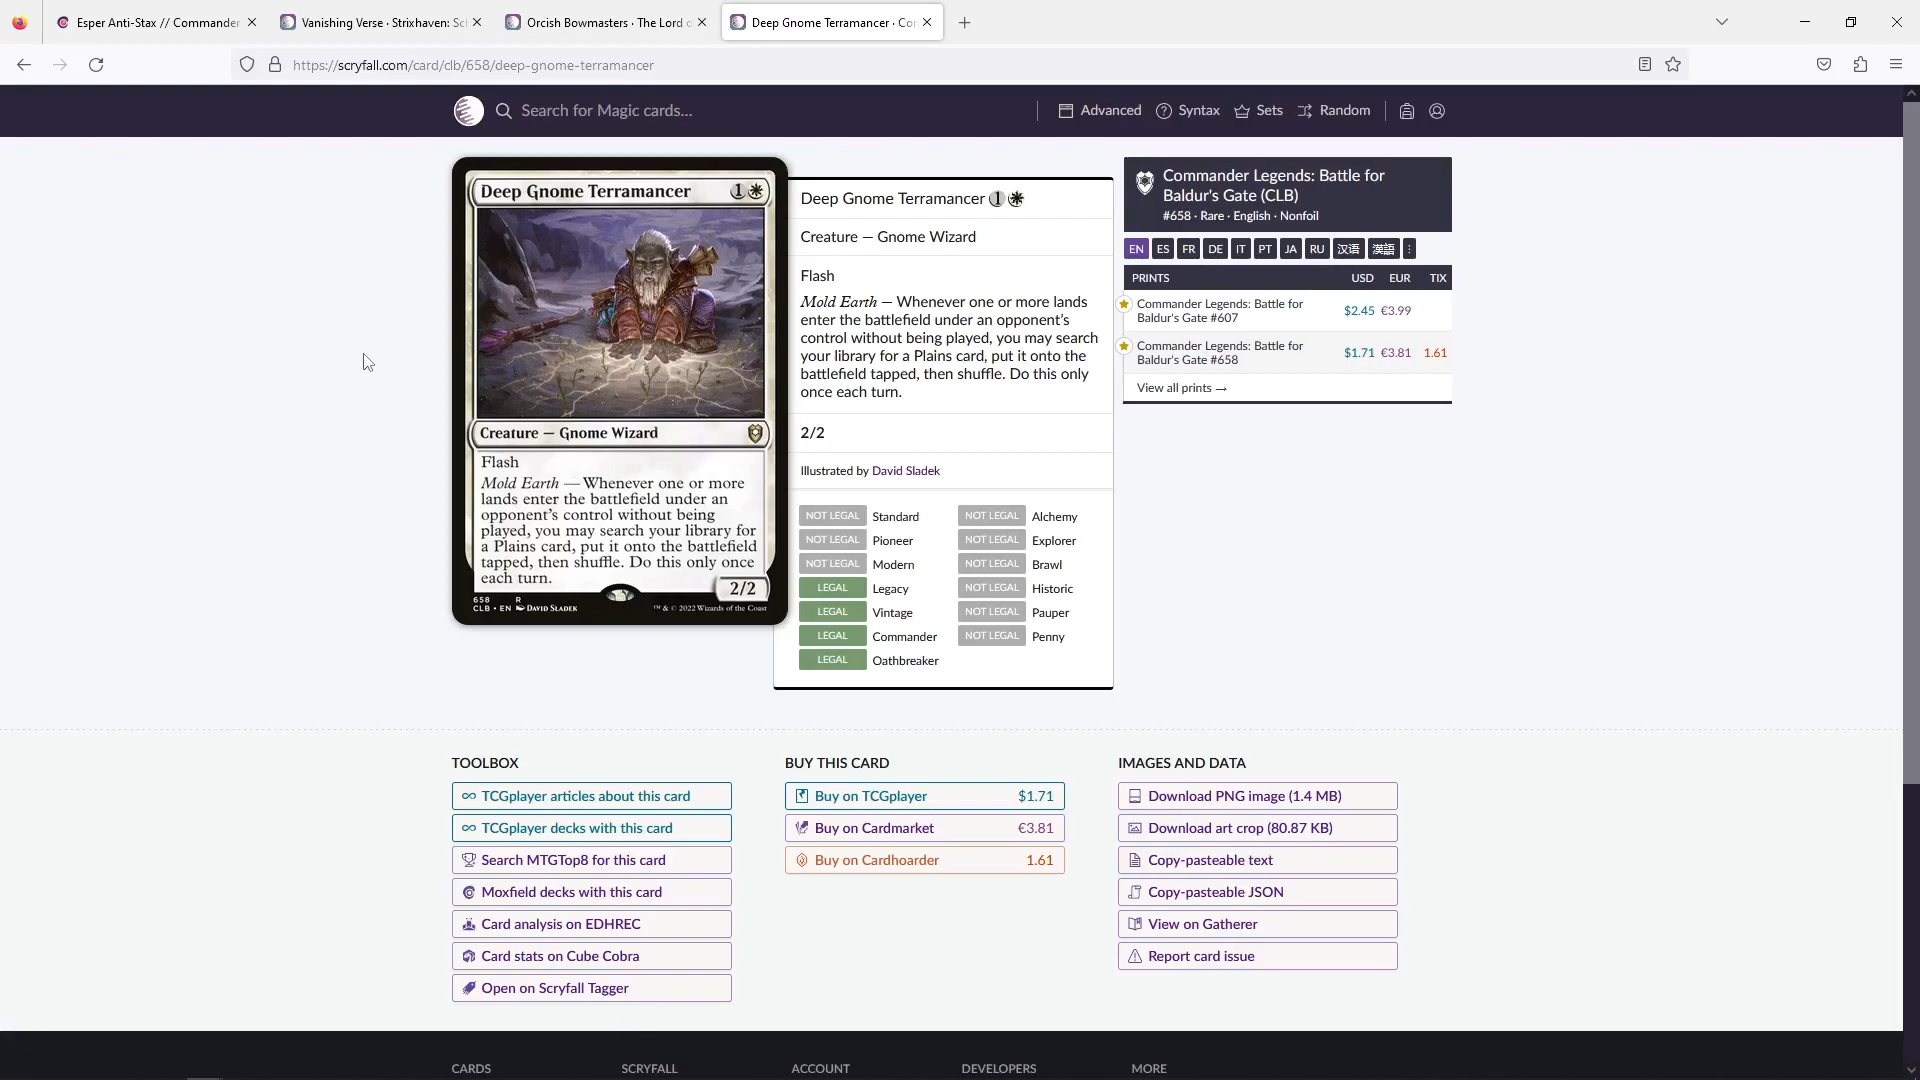 Esper Anti-Stax // Commander
Vanishing Verse · Strixhaven: Sc
Orcish Bowmasters · The Lord o
Deep Gnome Terramancer · Co
https://scryfall.com/card/clb/658/deep-gnome-terramancer
Search for Magic cards...
Advanced
Syntax
Sets
Random
Deep Gnome Terramancer 1
Creature — Gnome Wizard
Flash
Mold Earth — Whenever one or more
lands enter the battlefield under an
opponent's control without being
played, you may search your library for
a Plains card, put it onto the battlefield
tapped, then shuffle. Do this only once
each turn.
2/2
658 R
CLB • EN David Sladek
™ & © 2022 Wizards of the Coast
Deep Gnome Terramancer 1
Creature — Gnome Wizard
Flash
Mold Earth — Whenever one or more lands
enter the battlefield under an opponent’s
control without being played, you may search
your library for a Plains card, put it onto the
battlefield tapped, then shuffle. Do this only
once each turn.
2/2
Illustrated by David Sladek
NOT LEGAL Standard NOT LEGAL Alchemy
NOT LEGAL Pioneer NOT LEGAL Explorer
NOT LEGAL Modern NOT LEGAL Brawl
LEGAL Legacy NOT LEGAL Historic
LEGAL Vintage NOT LEGAL Pauper
LEGAL Commander NOT LEGAL Penny
LEGAL Oathbreaker
Commander Legends: Battle for
Baldur's Gate (CLB)
#658 · Rare · English · Nonfoil
EN ES FR DE IT PT JA RU 汉语 漢語
PRINTS USD EUR TIX
Commander Legends: Battle for
Baldur's Gate #607 $2.45 €3.99
Commander Legends: Battle for
Baldur's Gate #658 $1.71 €3.81 1.61
View all prints →
TOOLBOX
TCGplayer articles about this card
TCGplayer decks with this card
Search MTGTop8 for this card
Moxfield decks with this card
Card analysis on EDHREC
Card stats on Cube Cobra
Open on Scryfall Tagger
BUY THIS CARD
Buy on TCGplayer $1.71
Buy on Cardmarket €3.81
Buy on Cardhoarder 1.61
IMAGES AND DATA
Download PNG image (1.4 MB)
Download art crop (80.87 KB)
Copy-pasteable text
Copy-pasteable JSON
View on Gatherer
Report card issue
CARDS
SCRYFALL
ACCOUNT
DEVELOPERS
MORE